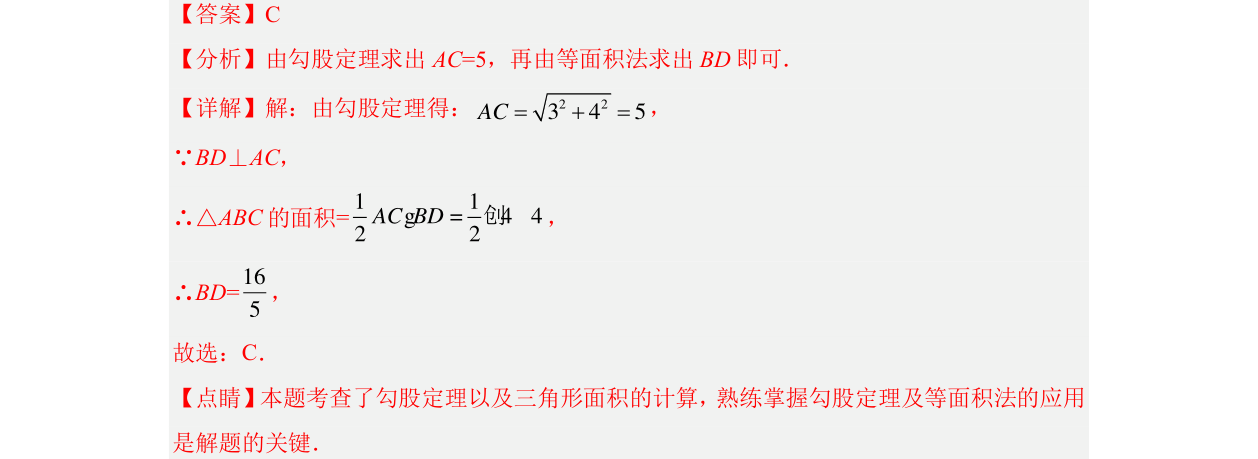 【答案】C
【分析】由勾股定理求出 AC=5，再由等面积法求出 BD 即可．
【详解】解：由勾股定理得：AC = √(3² + 4²) = 5，
∵BD⊥AC，
∴△ABC 的面积=1/2 ACgBD = 1/2 创4 4，
∴BD=16/5，
故选：C．
【点睛】本题考查了勾股定理以及三角形面积的计算，熟练掌握勾股定理及等面积法的应用
是解题的关键．